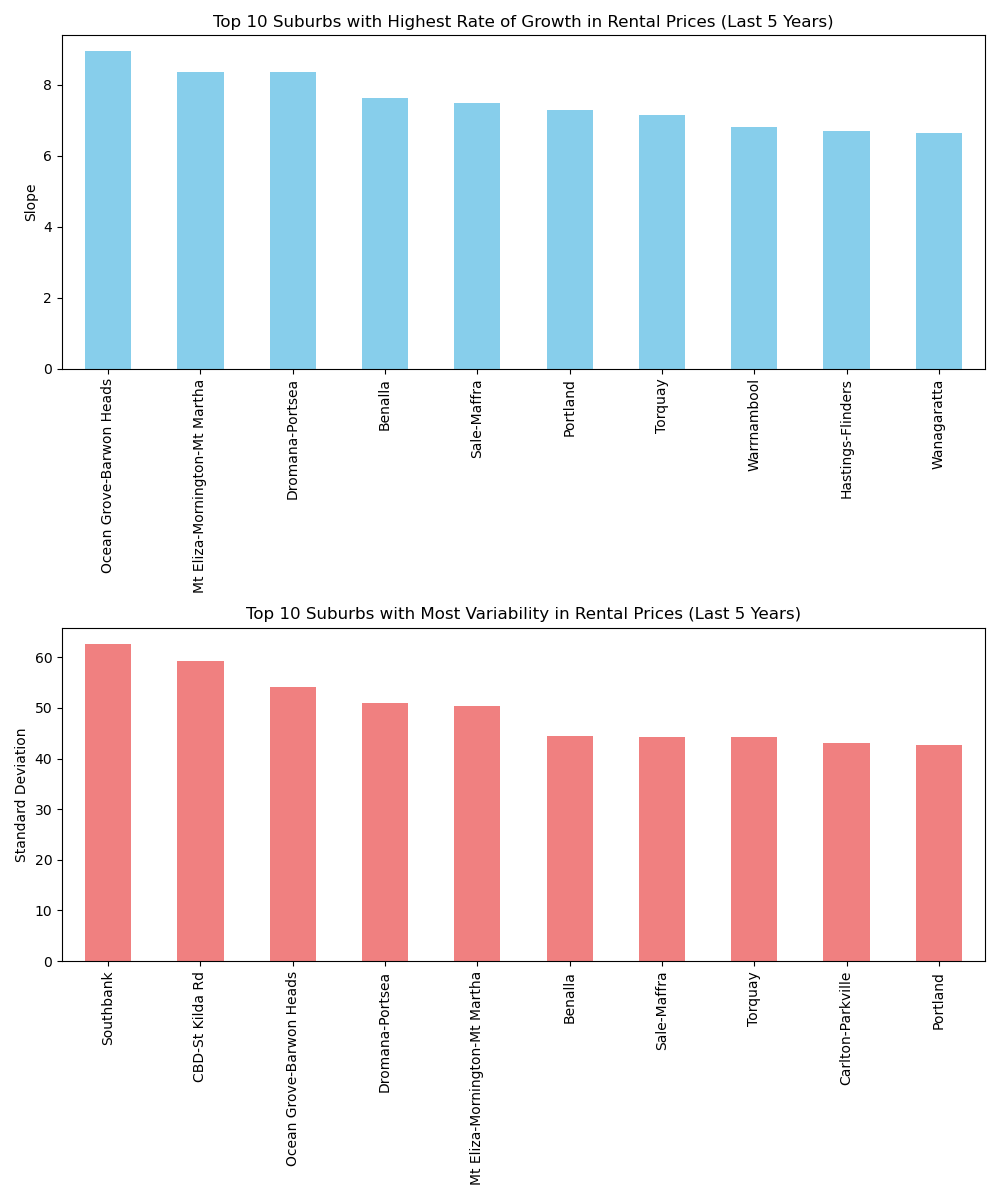 Top 10 Suburbs with Highest Rate of Growth in Rental Prices (Last 5 Years)
Slope
8
6
4
2
0
Ocean Grove-Barwon Heads
Mt Eliza-Mornington-Mt Martha
Dromana-Portsea
Benalla
Sale-Maffra
Portland
Torquay
Warrnambool
Hastings-Flinders
Wanagaratta
Top 10 Suburbs with Most Variability in Rental Prices (Last 5 Years)
Standard Deviation
60
50
40
30
20
10
0
Southbank
CBD-St Kilda Rd
Ocean Grove-Barwon Heads
Dromana-Portsea
Mt Eliza-Mornington-Mt Martha
Benalla
Sale-Maffra
Torquay
Carlton-Parkville
Portland